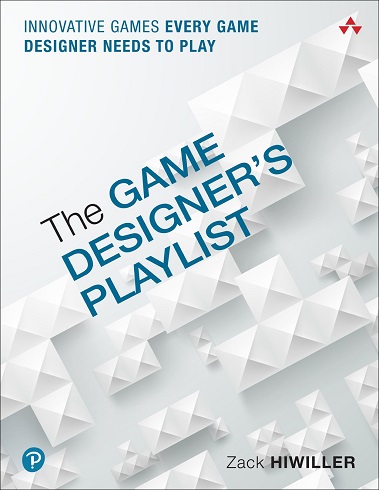 INNOVATIVE GAMES EVERY GAME
DESIGNER NEEDS TO PLAY
The GAME
DESIGNER'S
PLAYLIST
P
Zack HIWILLER